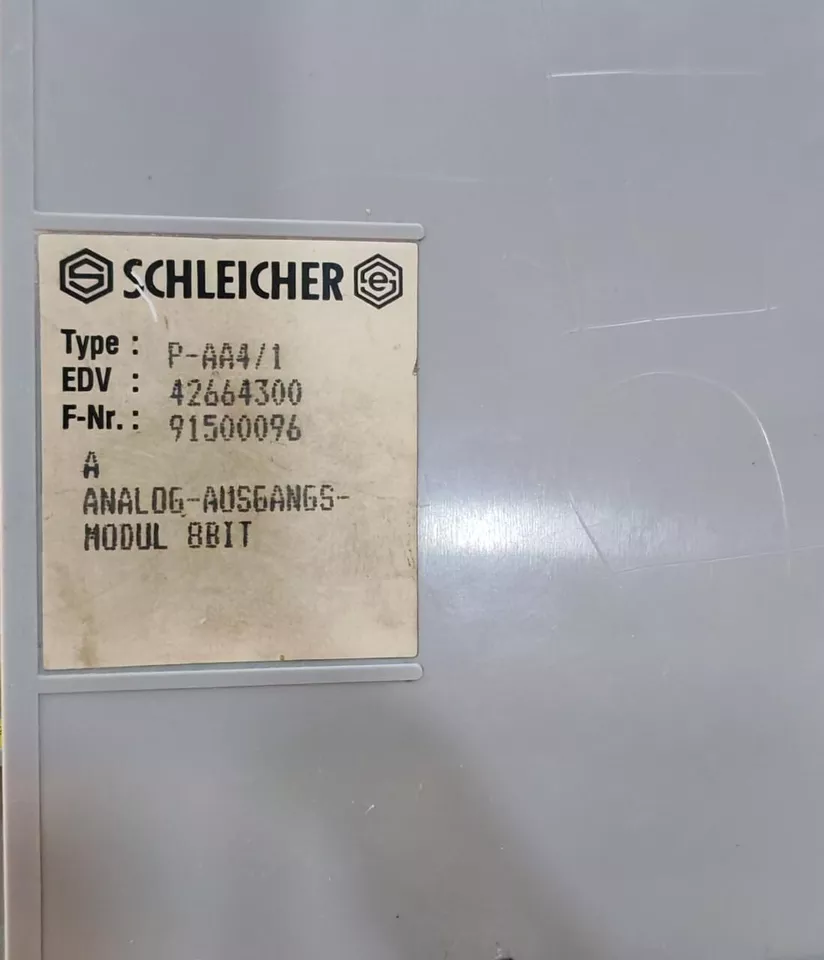 SCHLEICHER
Type : P-AA4/1
EDV : 42664300
F-Nr. : 91500096
A
ANALOG-AUSGANGS-
MODUL 8BIT